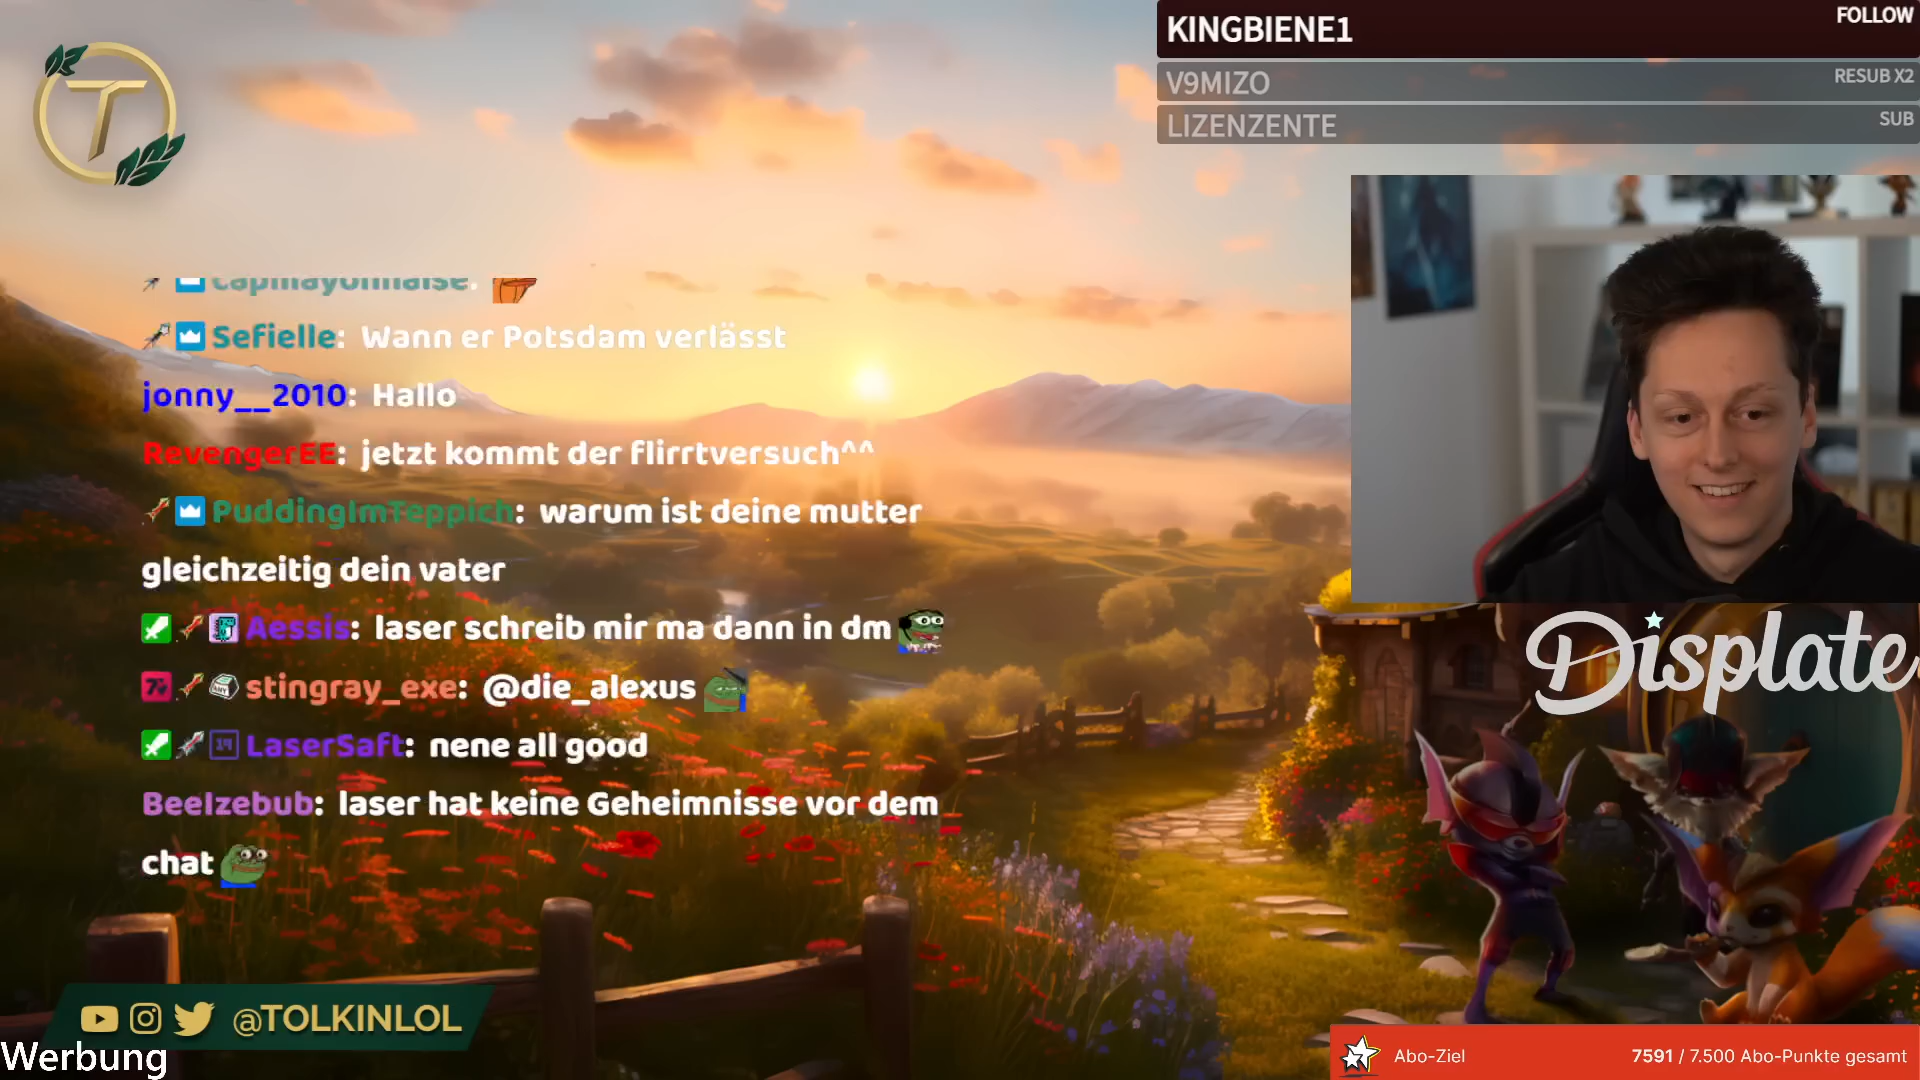 KINGBIENE1 FOLLOW
V9MIZO RESUB X2
LIZENZENTE SUB
T
capmayonnaise:
Sefielle: Wann er Potsdam verlässt
jonny__2010: Hallo
RevengerEE: jetzt kommt der flirrtversuch^^
PuddingImTeppich: warum ist deine mutter
gleichzeitig dein vater
Aessis: laser schreib mir ma dann in dm
stingray_exe: @die_alexus
14 LaserSaft: nene all good
Beelzebub: laser hat keine Geheimnisse vor dem
chat
Displate
@TOLKINLOL
Werbung
Abo-Ziel 7591 / 7.500 Abo-Punkte gesamt